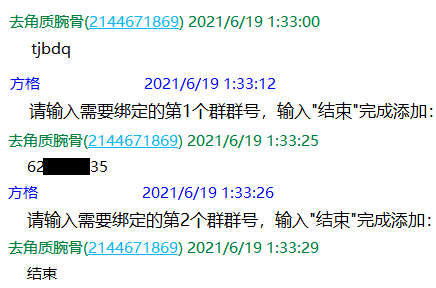 去角质腕骨(2144671869) 2021/6/19 1:33:00
tjbdq
方格 2021/6/19 1:33:12
请输入需要绑定的第1个群群号，输入"结束"完成添加：
去角质腕骨(2144671869) 2021/6/19 1:33:25
62 35
方格 2021/6/19 1:33:26
请输入需要绑定的第2个群群号，输入"结束"完成添加：
去角质腕骨(2144671869) 2021/6/19 1:33:29
结束